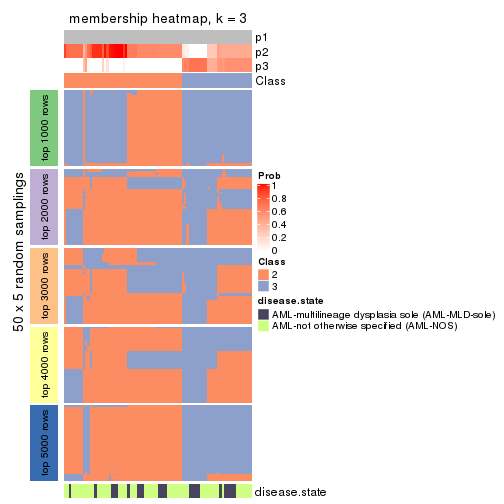 membership heatmap, k = 3
p1
p2
p3
Class
50 x 5 random samplings
top 1000 rows
top 2000 rows
top 3000 rows
top 4000 rows
top 5000 rows
Prob
1
0.8
0.6
0.4
0.2
0
Class
2
3
disease.state
AML-multilineage dysplasia sole (AML-MLD-sole)
AML-not otherwise specified (AML-NOS)
disease.state